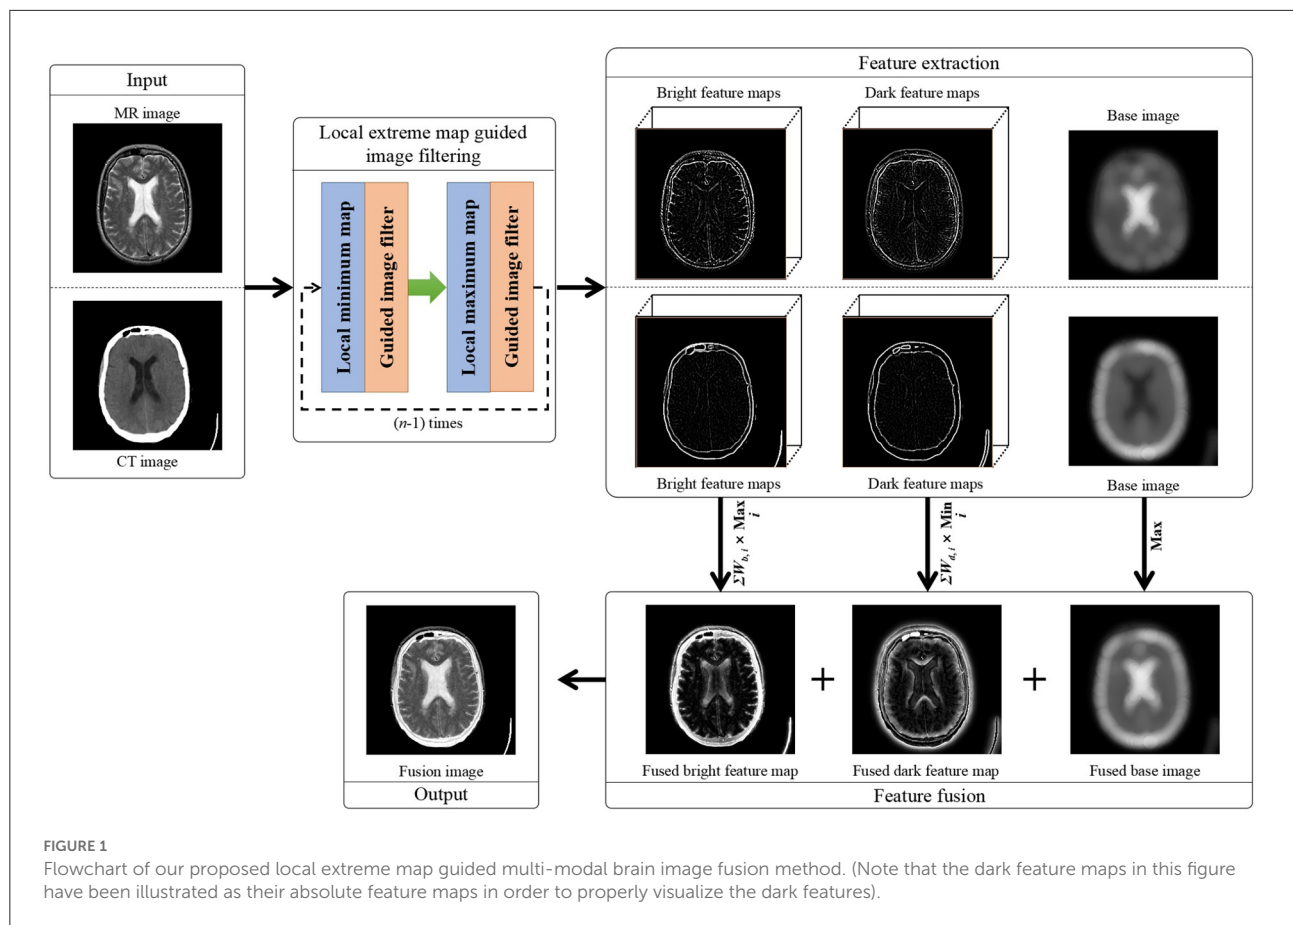 Input
MR image
CT image
Local extreme map guided
image filtering
Local minimum map
Guided image filter
Local maximum map
Guided image filter
(n-1) times
Feature extraction
Bright feature maps
Dark feature maps
Base image
Bright feature maps
Dark feature maps
Base image
ΣW_{b,i} × Max_i
ΣW_{d,i} × Min_i
Max
Fusion image
Output
Fused bright feature map
+
Fused dark feature map
+
Fused base image
Feature fusion
FIGURE 1
Flowchart of our proposed local extreme map guided multi-modal brain image fusion method. (Note that the dark feature maps in this figure
have been illustrated as their absolute feature maps in order to properly visualize the dark features).